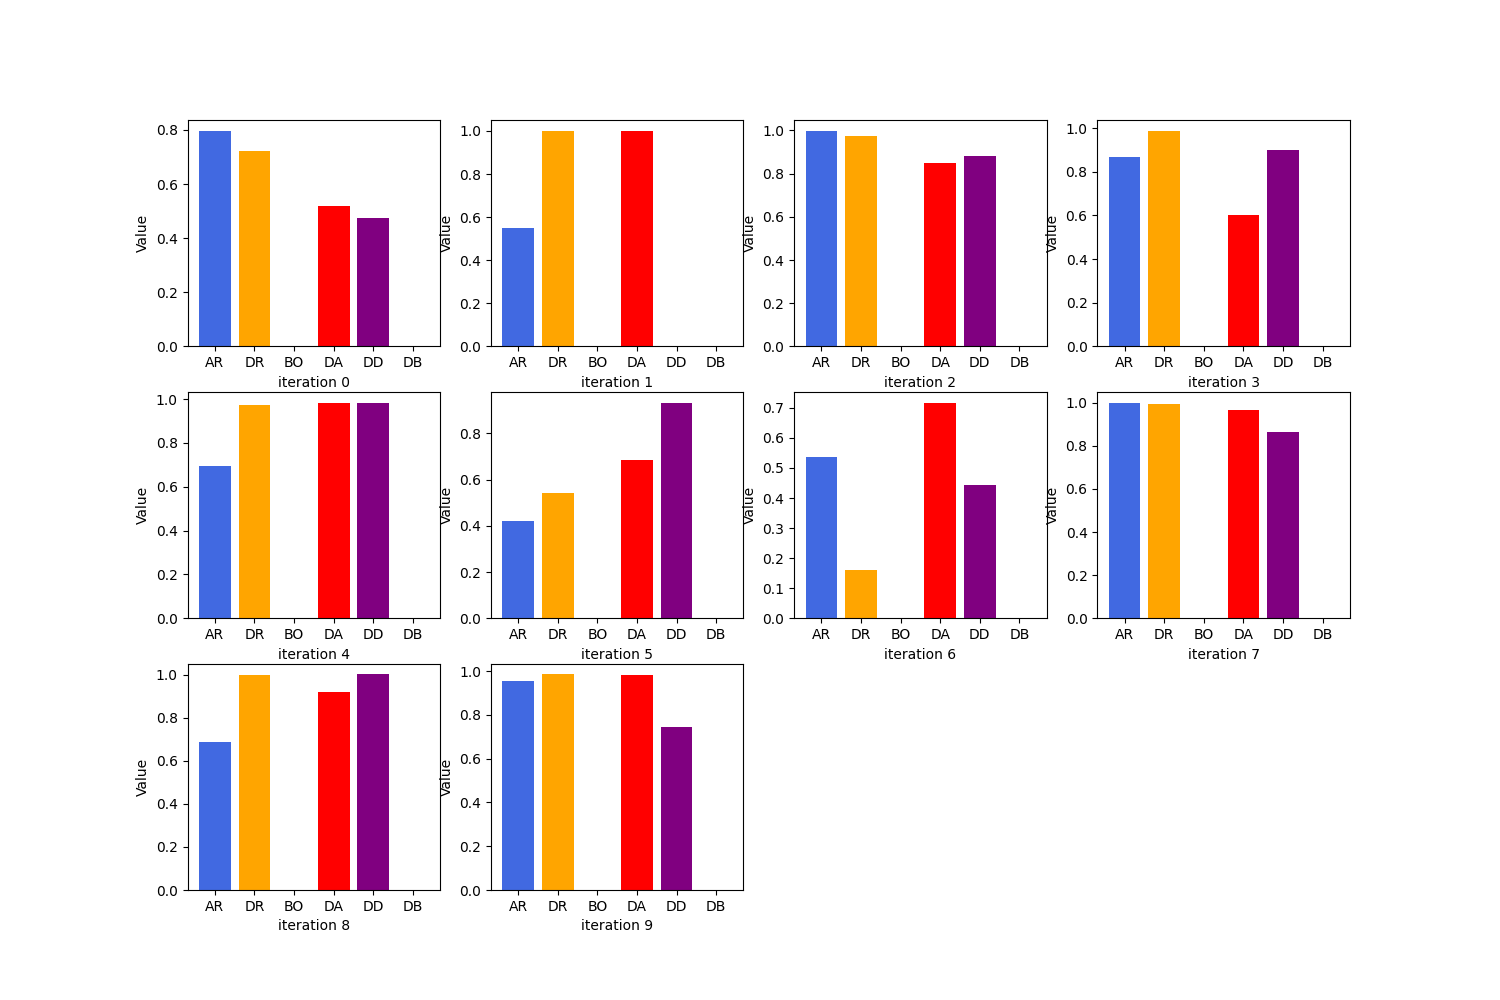 Value
0.8
0.6
0.4
0.2
0.0
AR DR BO DA DD DB
iteration 0
Value
1.0
0.8
0.6
0.4
0.2
0.0
AR DR BO DA DD DB
iteration 1
Value
1.0
0.8
0.6
0.4
0.2
0.0
AR DR BO DA DD DB
iteration 2
Value
1.0
0.8
0.6
0.4
0.2
0.0
AR DR BO DA DD DB
iteration 3
Value
1.0
0.8
0.6
0.4
0.2
0.0
AR DR BO DA DD DB
iteration 4
Value
0.8
0.6
0.4
0.2
0.0
AR DR BO DA DD DB
iteration 5
Value
0.7
0.6
0.5
0.4
0.3
0.2
0.1
0.0
AR DR BO DA DD DB
iteration 6
Value
1.0
0.8
0.6
0.4
0.2
0.0
AR DR BO DA DD DB
iteration 7
Value
1.0
0.8
0.6
0.4
0.2
0.0
AR DR BO DA DD DB
iteration 8
Value
1.0
0.8
0.6
0.4
0.2
0.0
AR DR BO DA DD DB
iteration 9